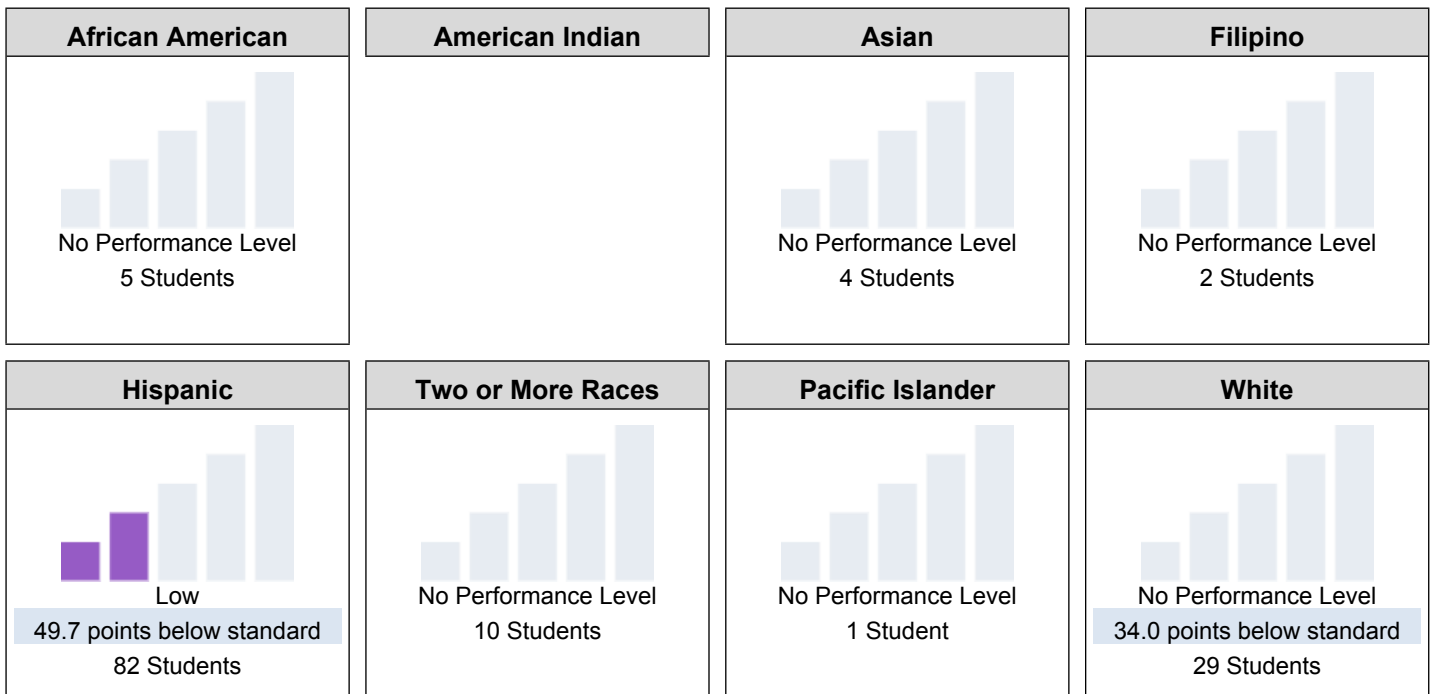 African American
No Performance Level
5 Students
American Indian
Asian
No Performance Level
4 Students
Filipino
No Performance Level
2 Students
Hispanic
Low
49.7 points below standard
82 Students
Two or More Races
No Performance Level
10 Students
Pacific Islander
No Performance Level
1 Student
White
No Performance Level
34.0 points below standard
29 Students